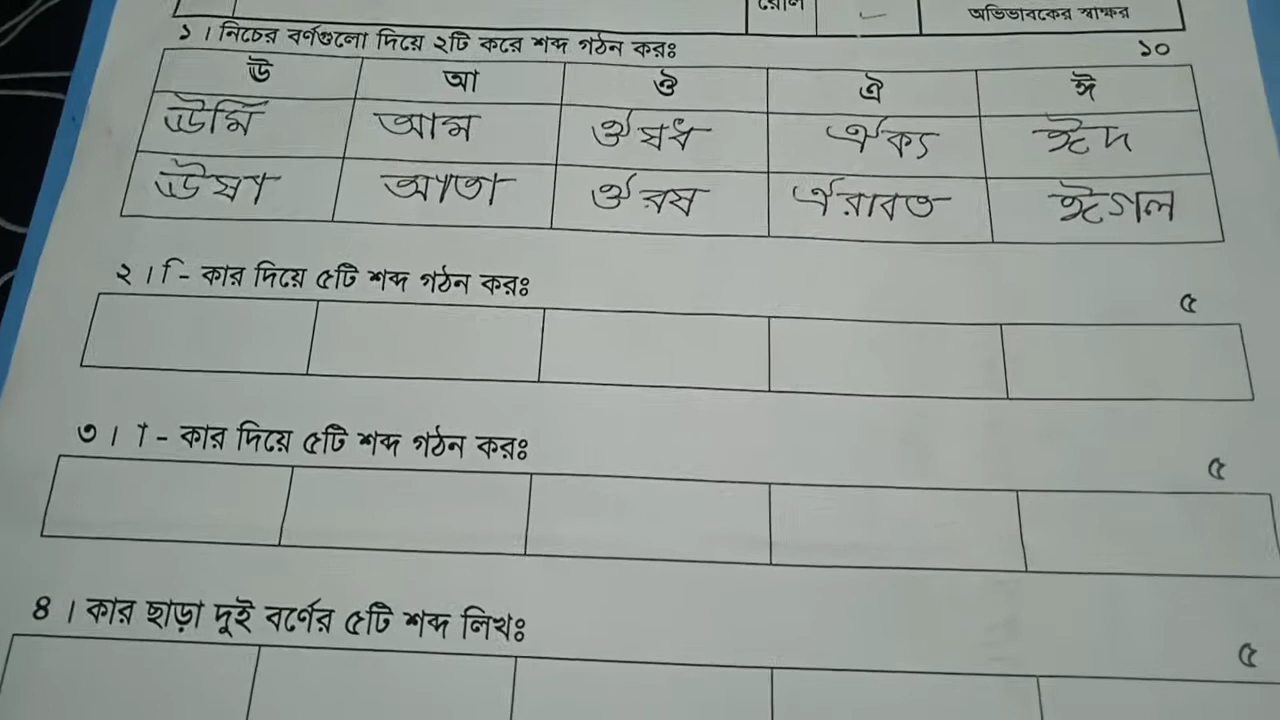 রোল অভিভাবকের স্বাক্ষর
১ । নিচের বর্ণগুলো দিয়ে ২টি করে শব্দ গঠন করঃ ১০
ঊ আ ঔ ঐ ঈ
ঊর্মি আম ঔষধ ঐক্য ঈদ
ঊষা আতা ঔরষ ঐরাবত ঈগল
২ । ি - কার দিয়ে ৫টি শব্দ গঠন করঃ ৫
৩ । া - কার দিয়ে ৫টি শব্দ গঠন করঃ ৫
৪ । কার ছাড়া দুই বর্ণের ৫টি শব্দ লিখঃ ৫